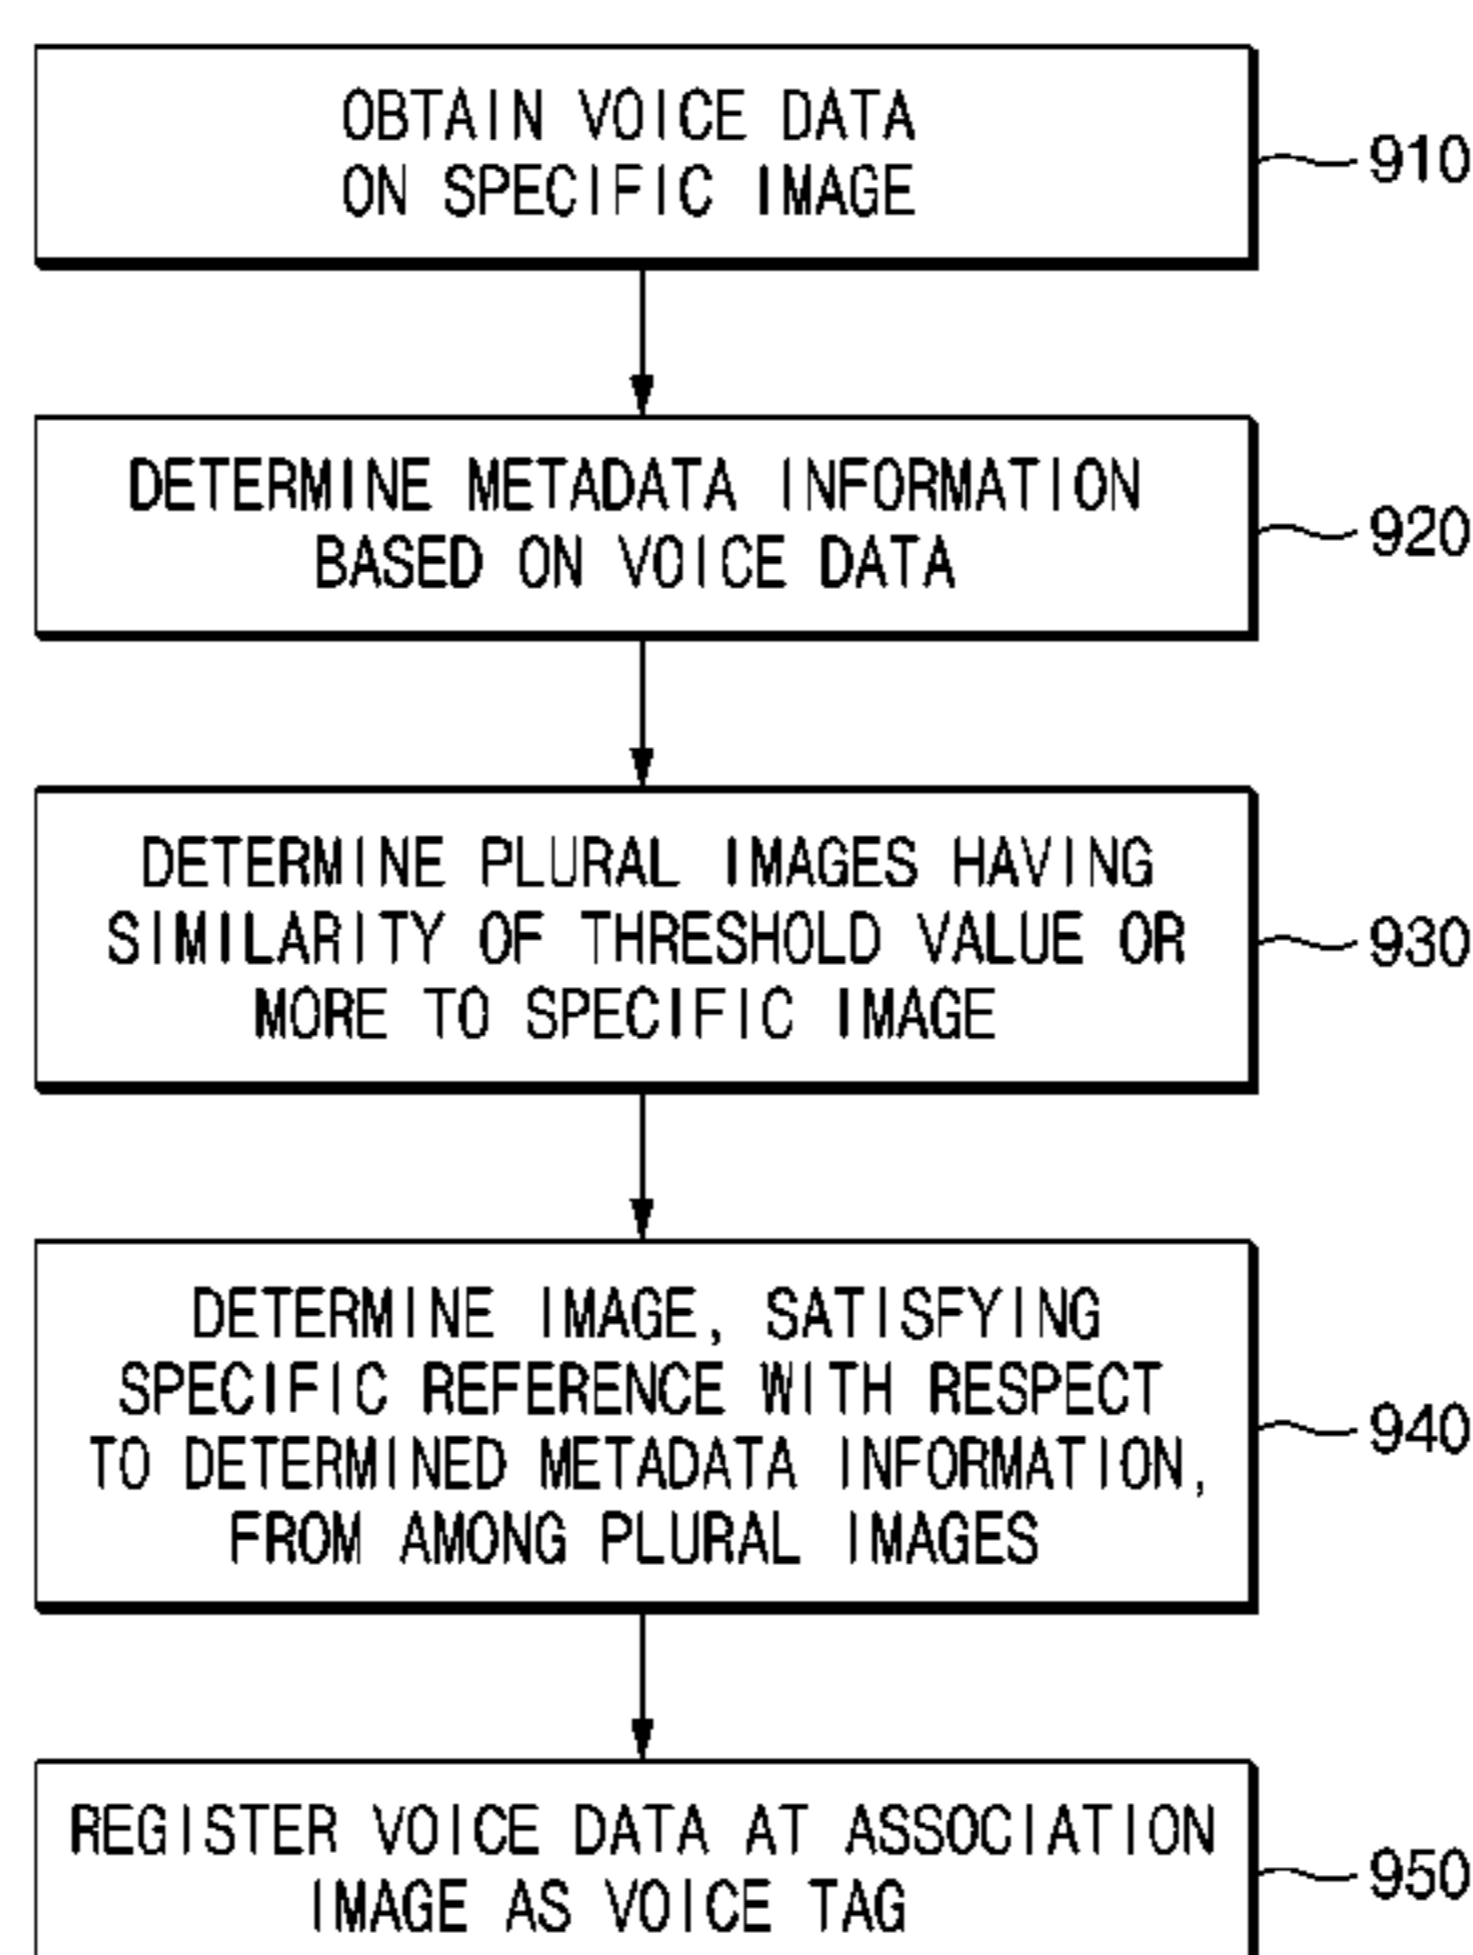 OBTAIN VOICE DATA
ON SPECIFIC IMAGE
910
DETERMINE METADATA INFORMATION
BASED ON VOICE DATA
920
DETERMINE PLURAL IMAGES HAVING
SIMILARITY OF THRESHOLD VALUE OR
MORE TO SPECIFIC IMAGE
930
DETERMINE IMAGE, SATISFYING
SPECIFIC REFERENCE WITH RESPECT
TO DETERMINED METADATA INFORMATION,
FROM AMONG PLURAL IMAGES
940
REGISTER VOICE DATA AT ASSOCIATION
IMAGE AS VOICE TAG
950